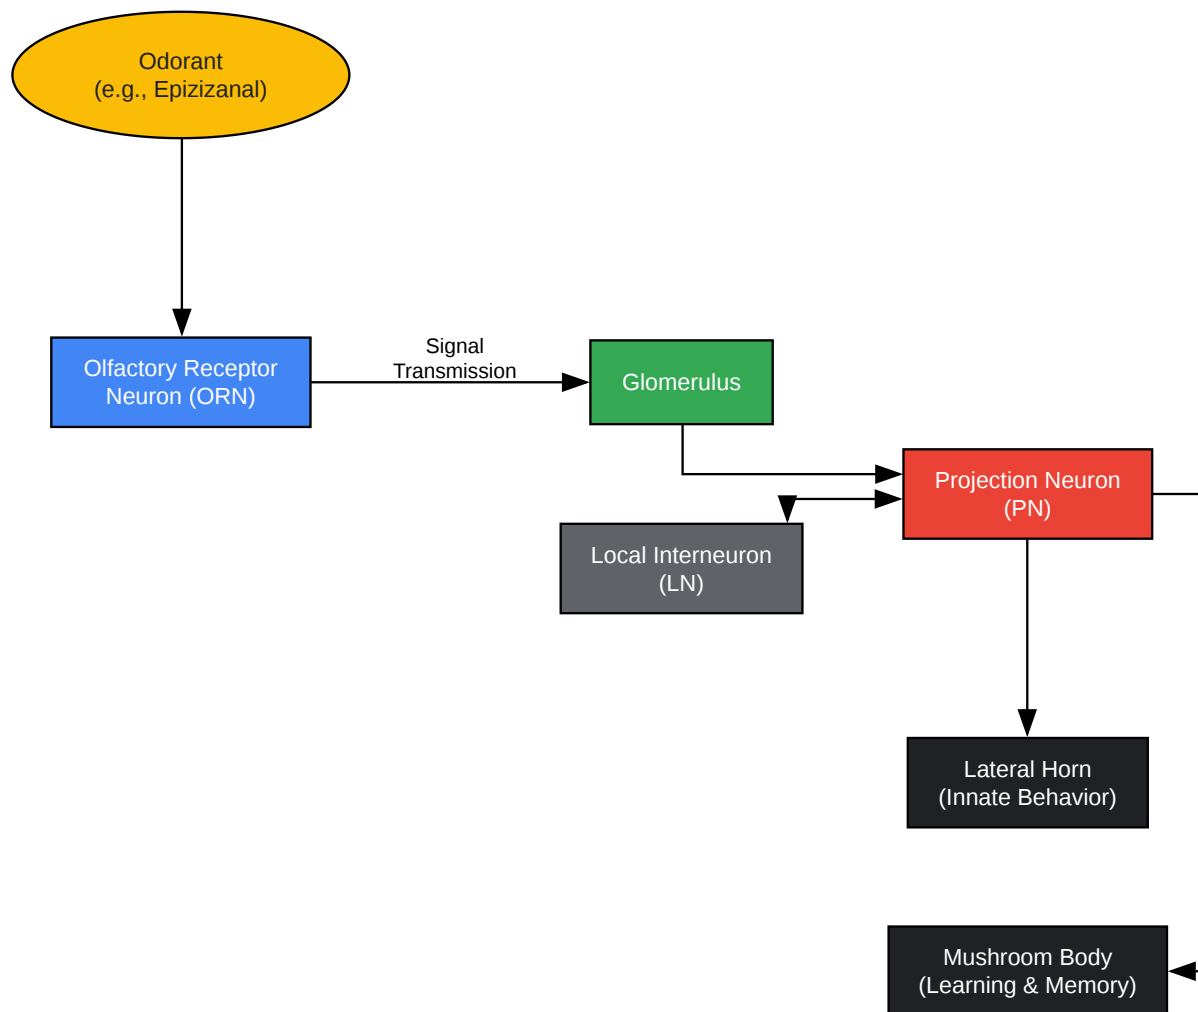 Odorant
(e.g., Epizizanal)
Olfactory Receptor
Neuron (ORN)
Signal
Transmission
Glomerulus
Projection Neuron
(PN)
Local Interneuron
(LN)
Lateral Horn
(Innate Behavior)
Mushroom Body
(Learning & Memory)